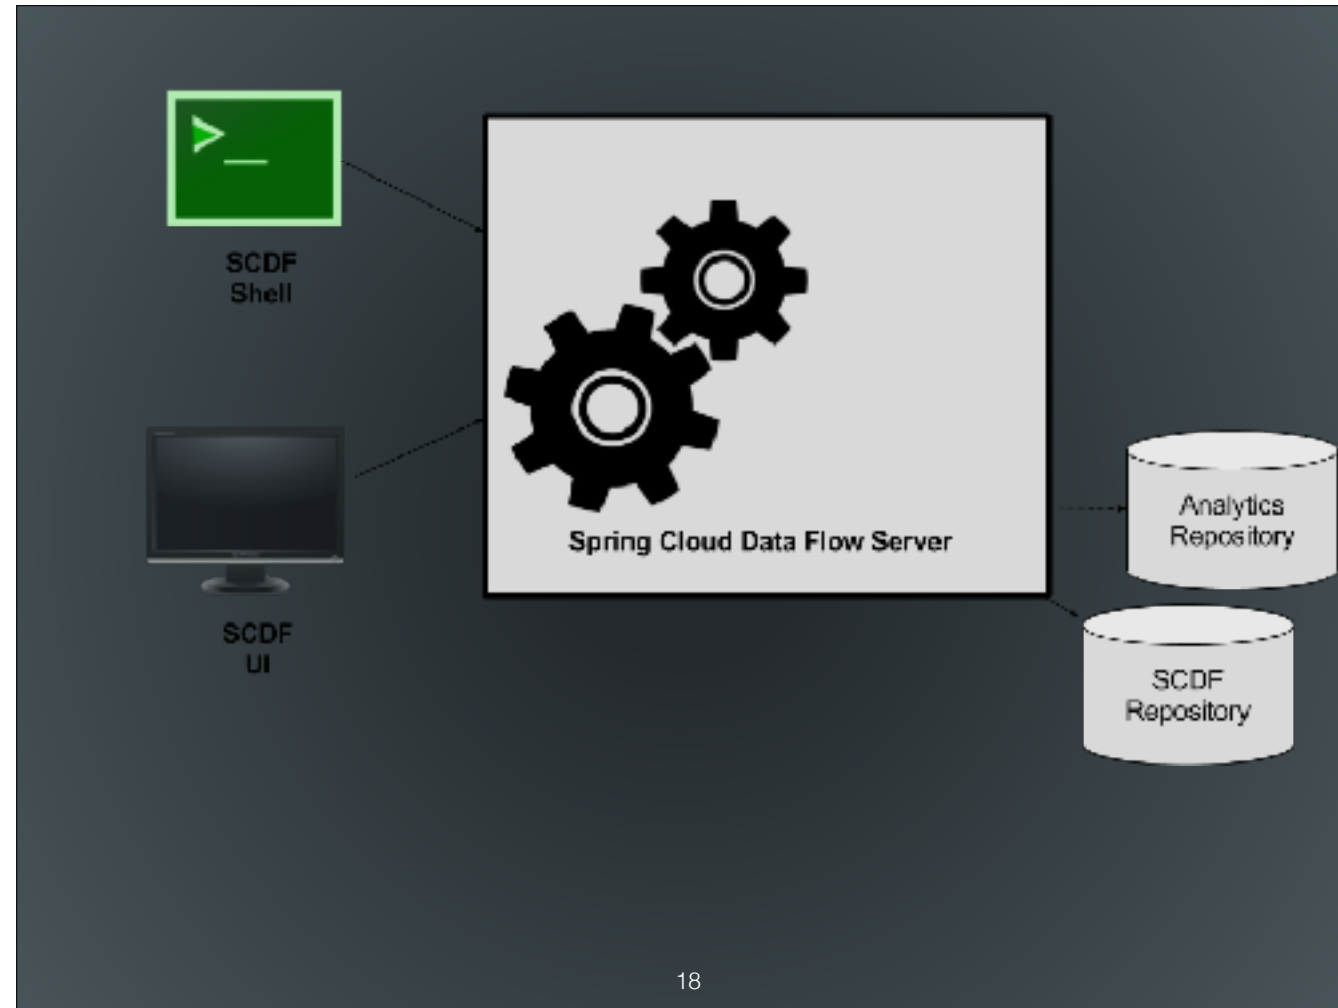 >_
SCDF
Shell
Spring Cloud Data Flow Server
SCDF
UI
Analytics
Repository
SCDF
Repository
18